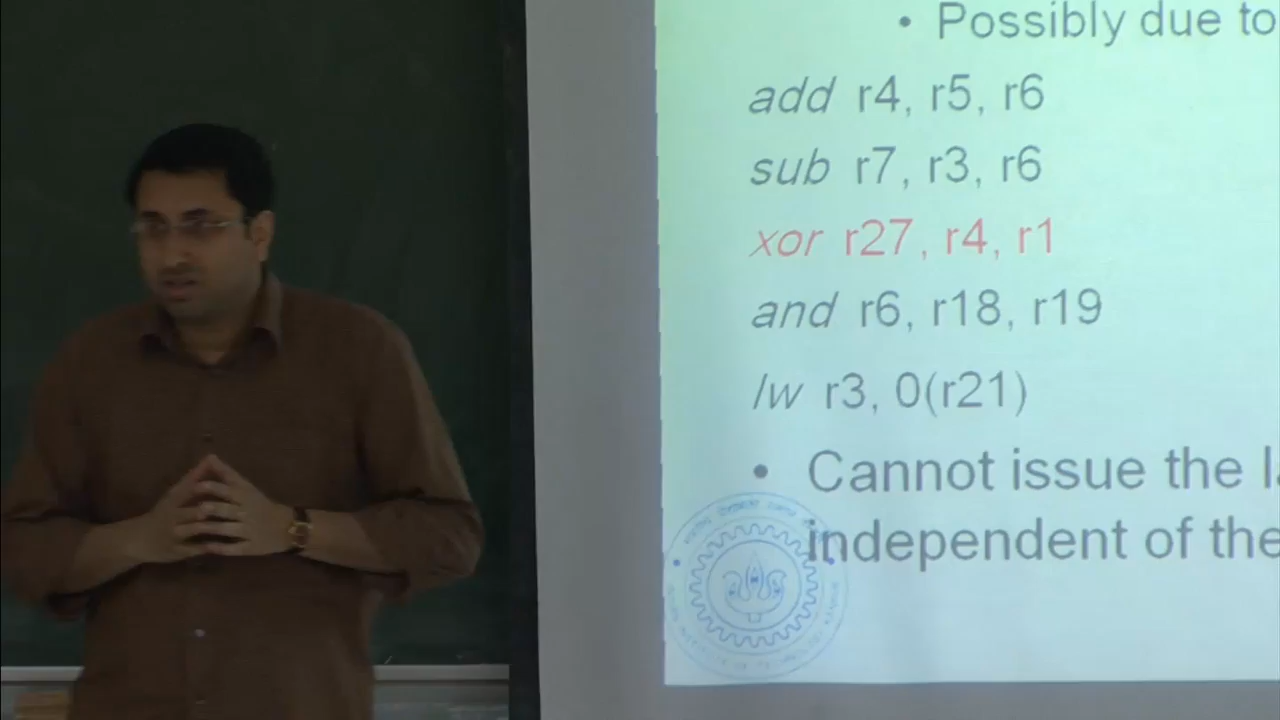 • Possibly due to
add r4, r5, r6
sub r7, r3, r6
xor r27, r4, r1
and r6, r18, r19
lw r3, 0(r21)
• Cannot issue the
independent of the